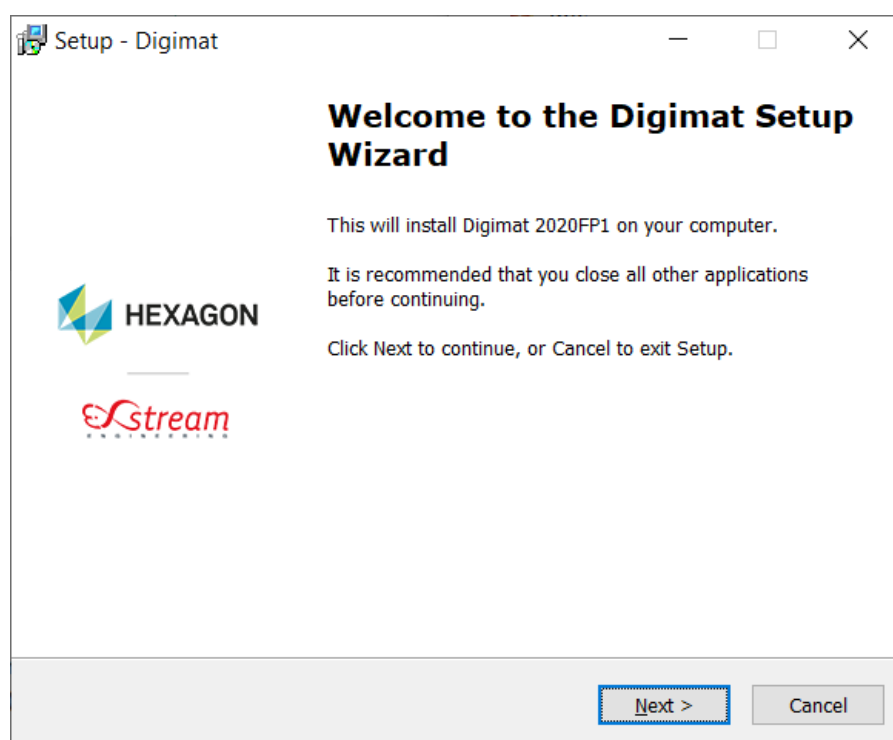 Setup - Digimat
Welcome to the Digimat Setup
Wizard
This will install Digimat 2020FP1 on your computer.
It is recommended that you close all other applications
before continuing.
Click Next to continue, or Cancel to exit Setup.
HEXAGON
eXstream
ENGINEERING
Next >
Cancel